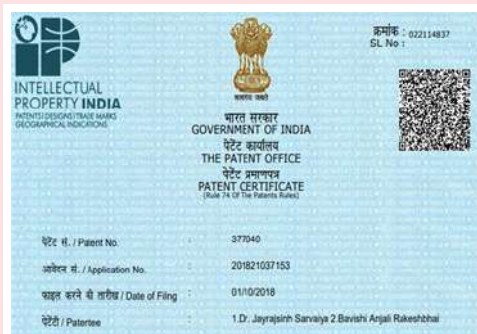 INTELLECTUAL
PROPERTY INDIA
PATENTS | DESIGNS | TRADE MARKS
GEOGRAPHICAL INDICATIONS
क्रमांक : 022114837
SL No :
सत्यमेव जयते
भारत सरकार
GOVERNMENT OF INDIA
पेटेंट कार्यालय
THE PATENT OFFICE
पेटेंट प्रमाणपत्र
PATENT CERTIFICATE
(Rule 74 Of The Patents Rules)
पेटेंट सं. / Patent No. : 377040
आवेदन सं. / Application No. : 201821037153
फाइल करने की तारीख / Date of Filing : 01/10/2018
पेटेंटी / Patentee : 1.Dr. Jayrajsinh Sarvaiya 2.Bavishi Anjali Rakeshbhai